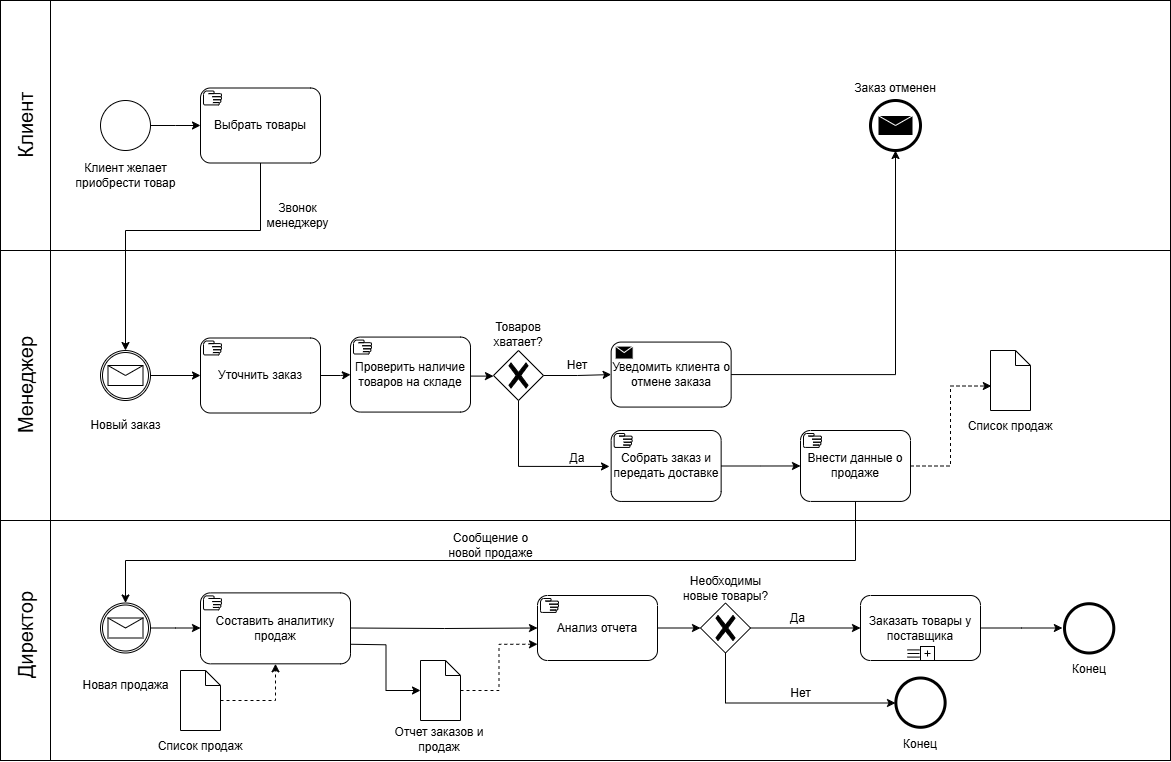 Клиент
Заказ отменен
Выбрать товары
Клиент желает
приобрести товар
Звонок
менеджеру
Менеджер
Товаров
хватает?
Нет
Уточнить заказ
Проверить наличие
товаров на складе
Уведомить клиента о
отмене заказа
Новый заказ
Список продаж
Да
Собрать заказ и
передать доставке
Внести данные о
продаже
Директор
Сообщение о
новой продаже
Необходимы
новые товары?
Составить аналитику
продаж
Анализ отчета
Да
Заказать товары у
поставщика
Конец
Новая продажа
Нет
Список продаж
Отчет заказов и
продаж
Конец